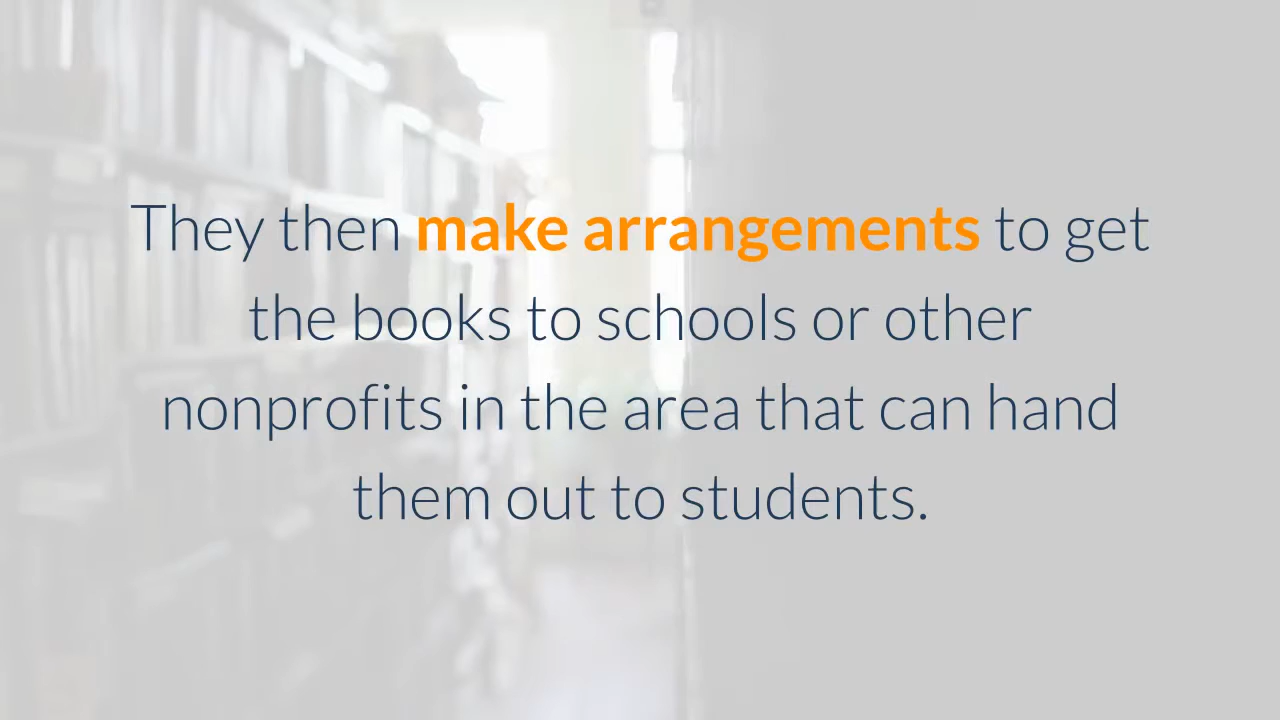 They then make arrangements to get
the books to schools or other
nonprofits in the area that can hand
them out to students.